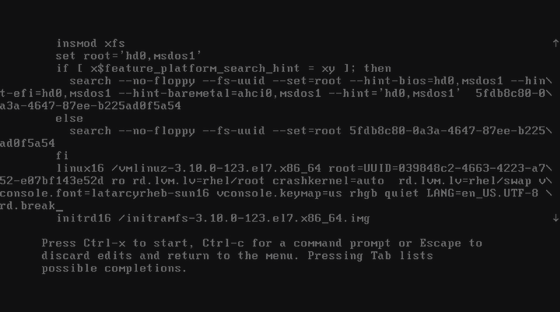 insmod xfs
set root='hd0,msdos1'
if [ x$feature_platform_search_hint = xy ]; then
search --no-floppy --fs-uuid --set=root --hint-bios=hd0,msdos1 --hin\
t-efi=hd0,msdos1 --hint-baremetal=ahci0,msdos1 --hint='hd0,msdos1' 5fdb8c80-0\
a3a-4647-87ee-b225ad0f5a54
else
search --no-floppy --fs-uuid --set=root 5fdb8c80-0a3a-4647-87ee-b225\
ad0f5a54
fi
linux16 /vmlinuz-3.10.0-123.el7.x86_64 root=UUID=039848c2-4663-4223-a7\
52-e07bf143e52d ro rd.lvm.lv=rhel/root crashkernel=auto rd.lvm.lv=rhel/swap v\
console.font=latarcyrheb-sun16 vconsole.keymap=us rhgb quiet LANG=en_US.UTF-8 \
rd.break_
initrd16 /initramfs-3.10.0-123.el7.x86_64.img
Press Ctrl-x to start, Ctrl-c for a command prompt or Escape to
discard edits and return to the menu. Pressing Tab lists
possible completions.